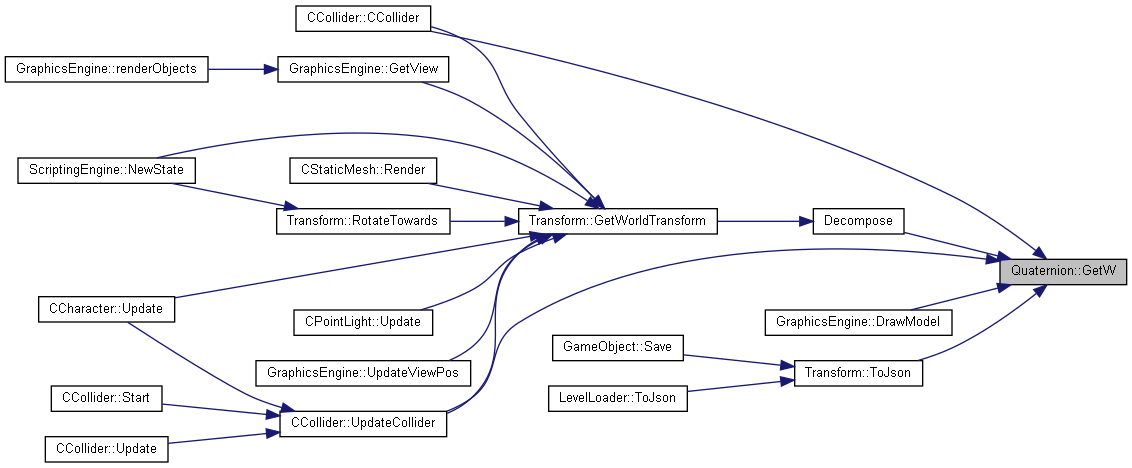 CCollider::CCollider
GraphicsEngine::renderObjects
GraphicsEngine::GetView
ScriptingEngine::NewState
CStaticMesh::Render
Transform::RotateTowards
Transform::GetWorldTransform
Decompose
Quaternion::GetW
CCharacter::Update
CPointLight::Update
GraphicsEngine::DrawModel
GameObject::Save
GraphicsEngine::UpdateViewPos
Transform::ToJson
CCollider::Start
LevelLoader::ToJson
CCollider::UpdateCollider
CCollider::Update